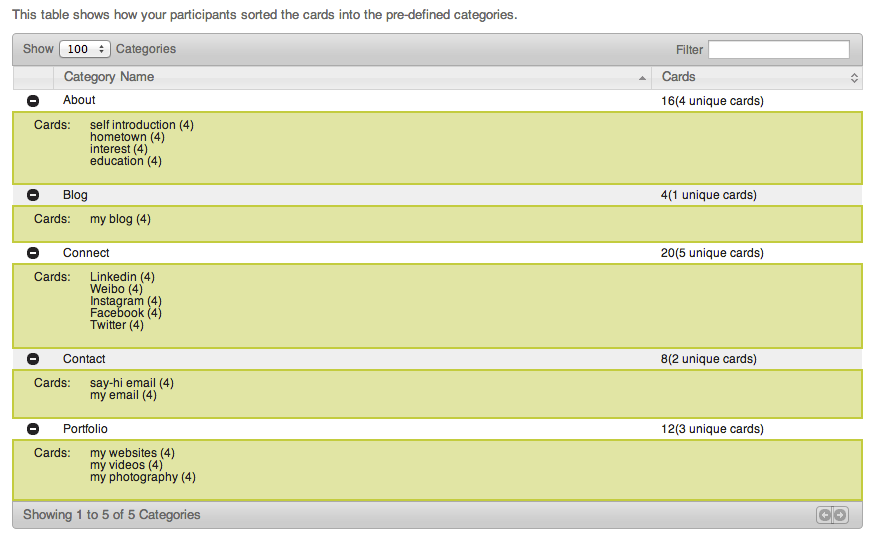 This table shows how your participants sorted the cards into the pre-defined categories.
Show 100 Categories Filter
Category Name Cards
About 16(4 unique cards)
Cards: self introduction (4)
hometown (4)
interest (4)
education (4)
Blog 4(1 unique cards)
Cards: my blog (4)
Connect 20(5 unique cards)
Cards: Linkedin (4)
Weibo (4)
Instagram (4)
Facebook (4)
Twitter (4)
Contact 8(2 unique cards)
Cards: say-hi email (4)
my email (4)
Portfolio 12(3 unique cards)
Cards: my websites (4)
my videos (4)
my photography (4)
Showing 1 to 5 of 5 Categories